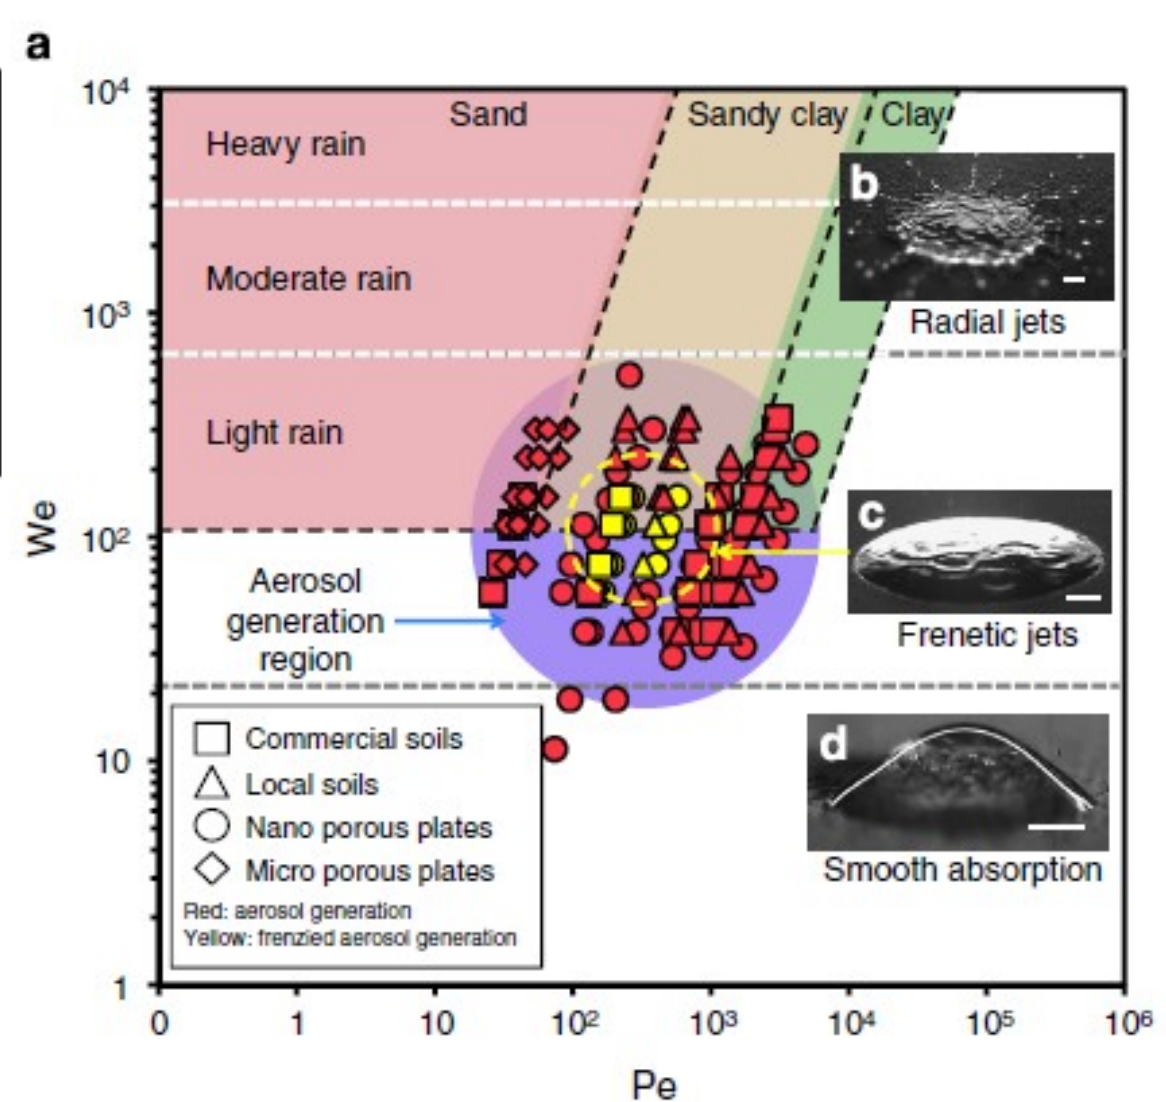 a
10⁴
10³
10²
10
1
We
Sand
Sandy clay
Clay
Heavy rain
Moderate rain
Light rain
Aerosol
generation
region
b
Radial jets
c
Frenetic jets
d
Smooth absorption
Commercial soils
Local soils
Nano porous plates
Micro porous plates
Red: aerosol generation
Yellow: frenzied aerosol generation
0
1
10
10²
10³
10⁴
10⁵
10⁶
Pe